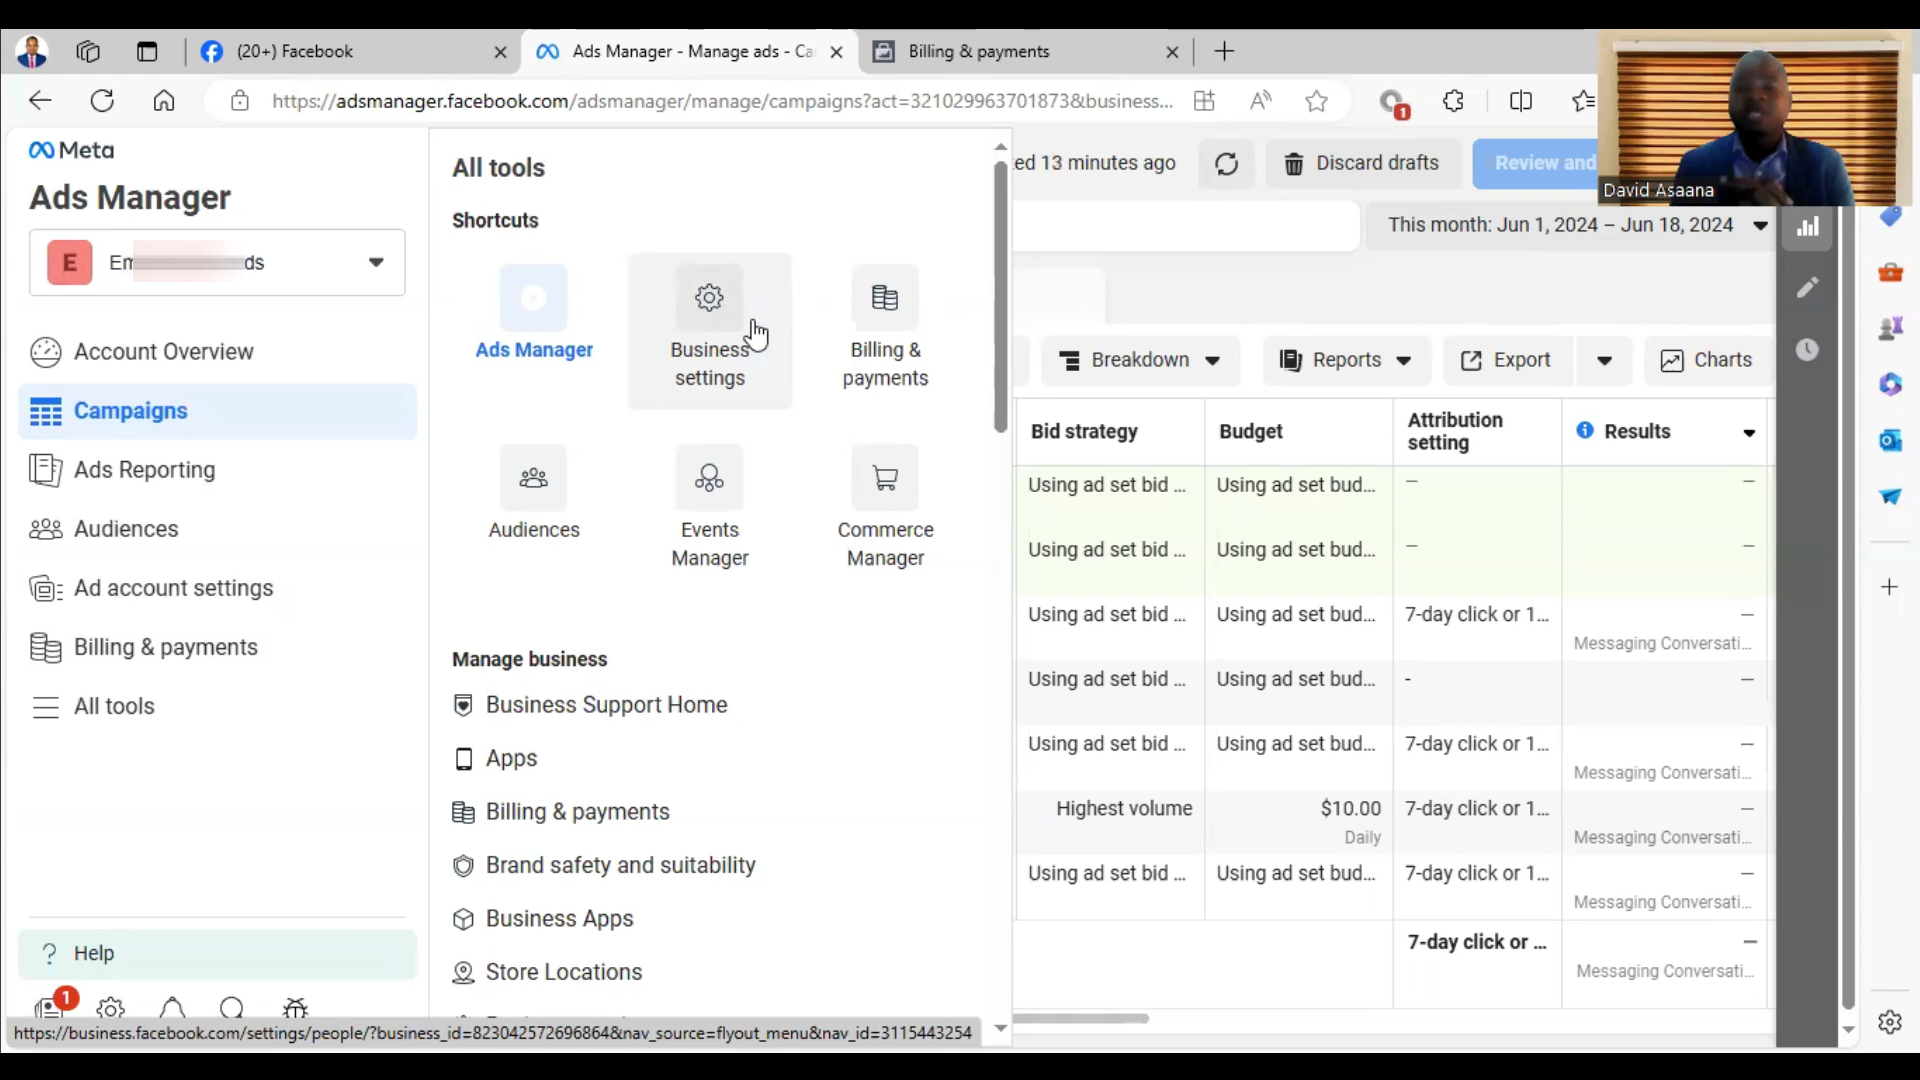 (20+) Facebook
Ads Manager - Manage ads - Ca
Billing & payments
https://adsmanager.facebook.com/adsmanager/manage/campaigns?act=321029963701873&business...
1
David Asaana
Meta
Ads Manager
E
Em
ds
Account Overview
Campaigns
Ads Reporting
Audiences
Ad account settings
Billing & payments
All tools
Help
1
All tools
Shortcuts
Ads Manager
Business
settings
Billing &
payments
Audiences
Events
Manager
Commerce
Manager
Manage business
Business Support Home
Apps
Billing & payments
Brand safety and suitability
Business Apps
Store Locations
ed 13 minutes ago
Discard drafts
Review and
This month: Jun 1, 2024 – Jun 18, 2024
Breakdown
Reports
Export
Charts
Bid strategy
Budget
Attribution
setting
Results
Using ad set bid ...
Using ad set bud...
—
—
Using ad set bid ...
Using ad set bud...
—
—
Using ad set bid ...
Using ad set bud...
7-day click or 1...
—
Messaging Conversati...
Using ad set bid ...
Using ad set bud...
-
—
Using ad set bid ...
Using ad set bud...
7-day click or 1...
—
Messaging Conversati...
Highest volume
$10.00
Daily
7-day click or 1...
—
Messaging Conversati...
Using ad set bid ...
Using ad set bud...
7-day click or 1...
—
Messaging Conversati...
7-day click or ...
—
Messaging Conversati...
https://business.facebook.com/settings/people/?business_id=823042572696864&nav_source=flyout_menu&nav_id=3115443254